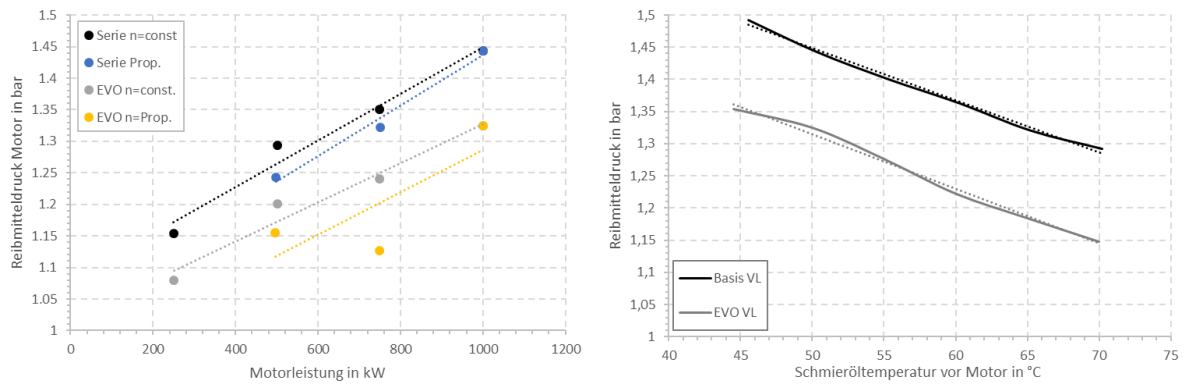 1.5
1.45
1.4
1.35
1.3
1.25
1.2
1.15
1.1
1.05
1
Reibmitteldruck Motor in bar
Serie n=const
Serie Prop.
EVO n=const.
EVO n=Prop.
0 200 400 600 800 1000 1200
Motorleistung in kW
1,5
1,45
1,4
1,35
1,3
1,25
1,2
1,15
1,1
1,05
1
Reibmitteldruck in bar
Basis VL
EVO VL
40 45 50 55 60 65 70 75
Schmieröltemperatur vor Motor in °C